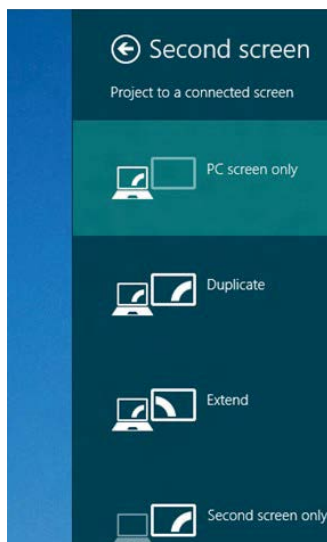 Second screen
Project to a connected screen
PC screen only
Duplicate
Extend
Second screen only